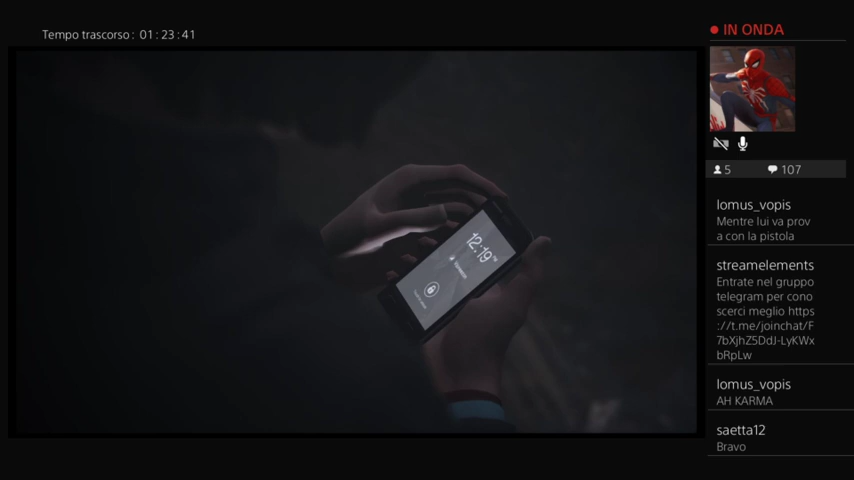 Tempo trascorso: 01:23:41
IN ONDA
5 107
lomus_vopis
Mentre lui va prov
a con la pistola
streamelements
Entrate nel gruppo
telegram per cono
scerci meglio https
://t.me/joinchat/F
7bXjhZ5DdJ-LyKWx
bRpLw
lomus_vopis
AH KARMA
saetta12
Bravo
12:19